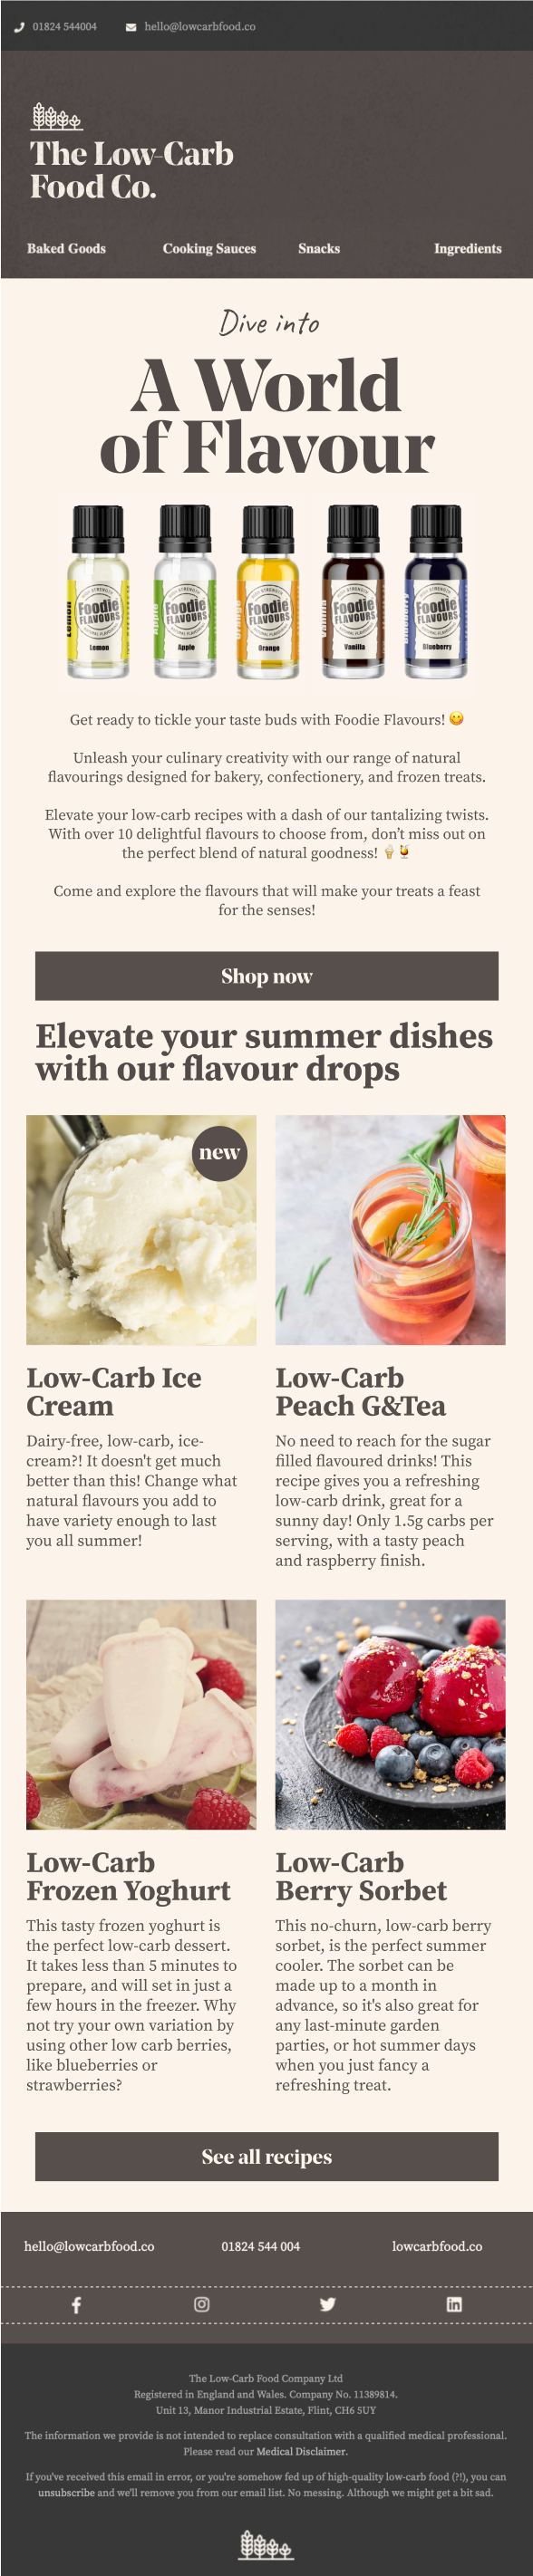 01824 544004
hello@lowcarbfood.co
The Low-Carb
Food Co.
Baked Goods
Cooking Sauces
Snacks
Ingredients
Dive into
A World
of Flavour
Lemon
Foodie
FLAVOURS
Lemon
Apple
Foodie
FLAVOURS
Apple
Orange
Foodie
FLAVOURS
Orange
Vanilla
Foodie
FLAVOURS
Vanilla
Blueberry
Foodie
FLAVOURS
Blueberry
Get ready to tickle your taste buds with Foodie Flavours! 😋
Unleash your culinary creativity with our range of natural
flavourings designed for bakery, confectionery, and frozen treats.
Elevate your low-carb recipes with a dash of our tantalizing twists.
With over 10 delightful flavours to choose from, don’t miss out on
the perfect blend of natural goodness! 🍦🍹
Come and explore the flavours that will make your treats a feast
for the senses!
Shop now
Elevate your summer dishes
with our flavour drops
new
Low-Carb Ice
Cream
Dairy-free, low-carb, ice-
cream?! It doesn't get much
better than this! Change what
natural flavours you add to
have variety enough to last
you all summer!
Low-Carb
Peach G&Tea
No need to reach for the sugar
filled flavoured drinks! This
recipe gives you a refreshing
low-carb drink, great for a
sunny day! Only 1.5g carbs per
serving, with a tasty peach
and raspberry finish.
Low-Carb
Frozen Yoghurt
This tasty frozen yoghurt is
the perfect low-carb dessert.
It takes less than 5 minutes to
prepare, and will set in just a
few hours in the freezer. Why
not try your own variation by
using other low carb berries,
like blueberries or
strawberries?
Low-Carb
Berry Sorbet
This no-churn, low-carb berry
sorbet, is the perfect summer
cooler. The sorbet can be
made up to a month in
advance, so it's also great for
any last-minute garden
parties, or hot summer days
when you just fancy a
refreshing treat.
See all recipes
hello@lowcarbfood.co
01824 544 004
lowcarbfood.co
The Low-Carb Food Company Ltd
Registered in England and Wales. Company No. 11389814.
Unit 13, Manor Industrial Estate, Flint, CH6 5UY
The information we provide is not intended to replace consultation with a qualified medical professional.
Please read our Medical Disclaimer.
If you've received this email in error, or you're somehow fed up of high-quality low-carb food (?!), you can
unsubscribe and we'll remove you from our email list. No messing. Although we might get a bit sad.